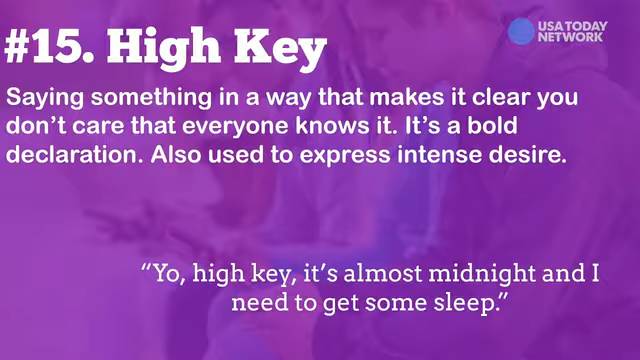 #15. High Key
USA TODAY
NETWORK
Saying something in a way that makes it clear you
don’t care that everyone knows it. It’s a bold
declaration. Also used to express intense desire.
“Yo, high key, it’s almost midnight and I
need to get some sleep.”